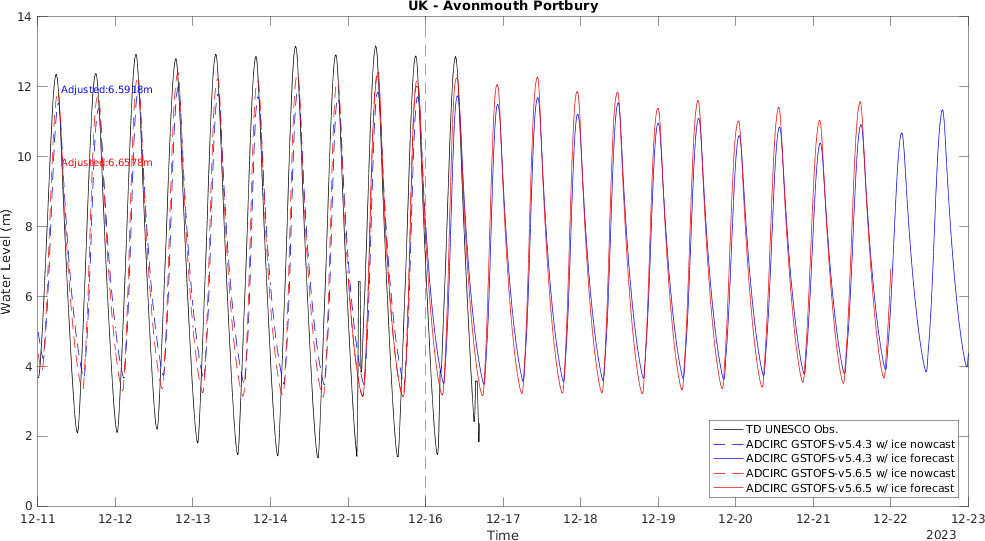 UK - Avonmouth Portbury
14
12
10
8
6
4
2
0
Water Level (m)
Adjusted:6.5918m
Adjusted:6.6578m
TD UNESCO Obs.
ADCIRC GSTOFS-v5.4.3 w/ ice nowcast
ADCIRC GSTOFS-v5.4.3 w/ ice forecast
ADCIRC GSTOFS-v5.6.5 w/ ice nowcast
ADCIRC GSTOFS-v5.6.5 w/ ice forecast
12-11 12-12 12-13 12-14 12-15 12-16 12-17 12-18 12-19 12-20 12-21 12-22 12-23
Time
2023